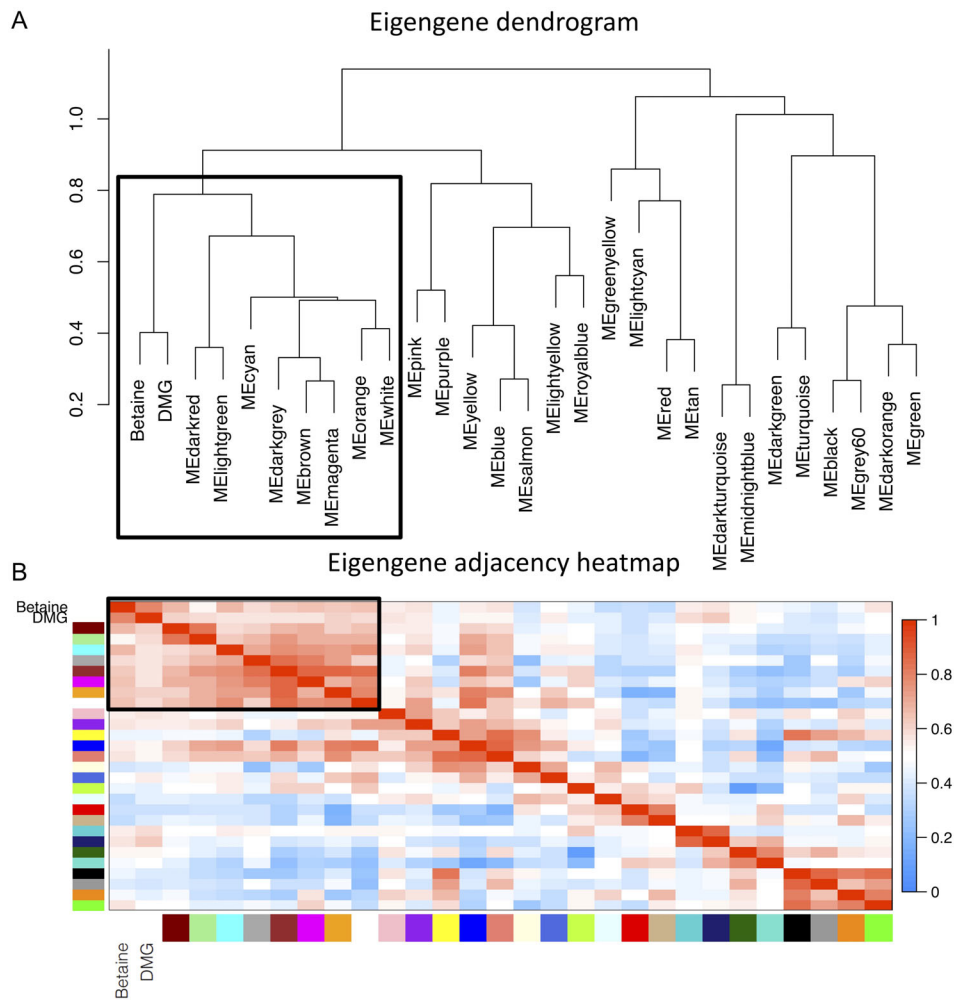 A
Eigengene dendrogram
1.0
0.8
0.6
0.4
0.2
Betaine
DMG
MEdarkred
MElightgreen
MEcyan
MEdarkgrey
MEbrown
MEmagenta
MEorange
MEwhite
MEpink
MEpurple
MEyellow
MEblue
MEsalmon
MElightyellow
MEroyalblue
MEgreenyellow
MElightcyan
MEred
MEtan
MEdarkturquoise
MEmidnightblue
MEdarkgreen
MEturquoise
MEblack
MEgrey60
MEdarkorange
MEgreen
B
Eigengene adjacency heatmap
Betaine
DMG
1
0.8
0.6
0.4
0.2
0
Betaine
DMG